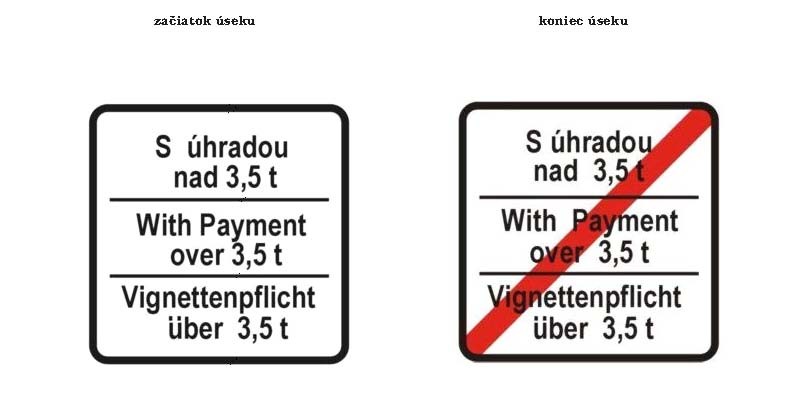 začiatok úseku
koniec úseku
S úhradou
nad 3,5 t
With Payment
over 3,5 t
Vignettenpflicht
über 3,5 t
S úhradou
nad 3,5 t
With Payment
over 3,5 t
Vignettenpflicht
über 3,5 t